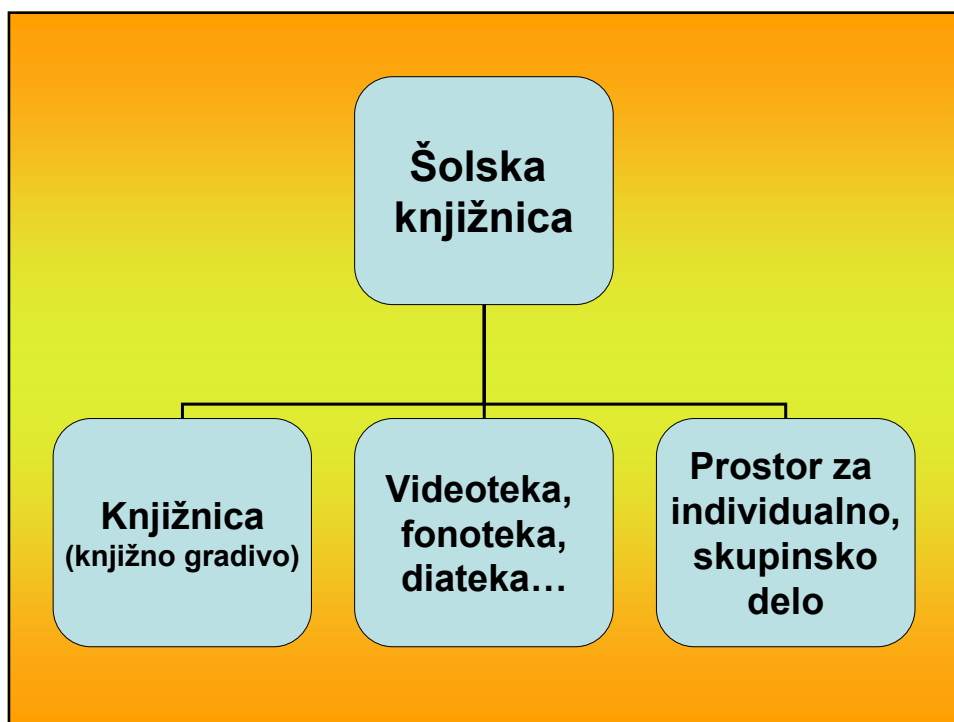 Šolska
knjižnica
Knjižnica
(knjižno gradivo)
Videoteka,
fonoteka,
diateka…
Prostor za
individualno,
skupinsko
delo